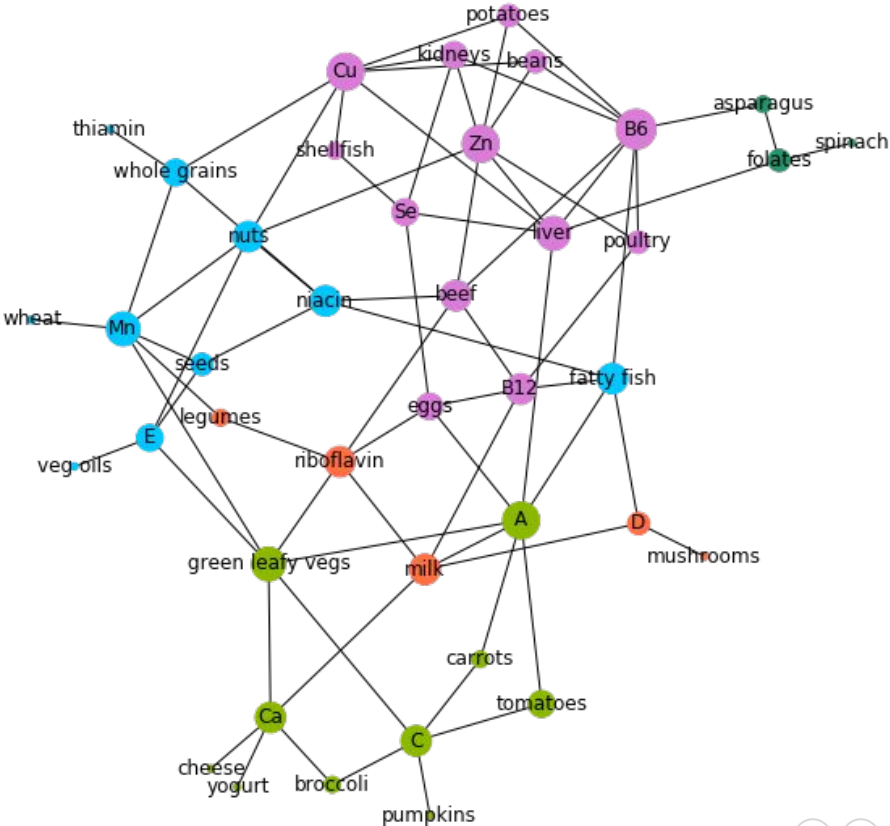 potatoes
kidneys
beans
Cu
asparagus
thiamin
B6
Zn
shellfish
spinach
folates
whole grains
Se
nuts
liver
poultry
beef
niacin
wheat
Mn
seeds
fatty fish
B12
eggs
legumes
E
riboflavin
veg oils
A
D
mushrooms
green leafy vegs
milk
carrots
tomatoes
Ca
C
cheese
yogurt
broccoli
pumpkins